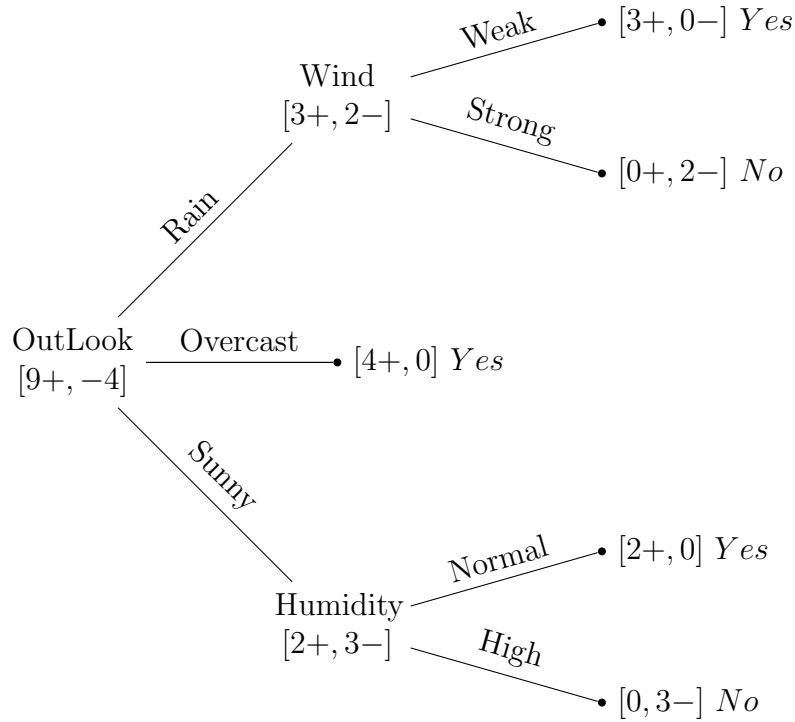 Weak
[3+, 0−] Yes
Wind
[3+, 2−]
Strong
[0+, 2−] No
Rain
OutLook
[9+, −4]
Overcast
[4+, 0] Yes
Sunny
Normal
[2+, 0] Yes
Humidity
[2+, 3−]
High
[0, 3−] No